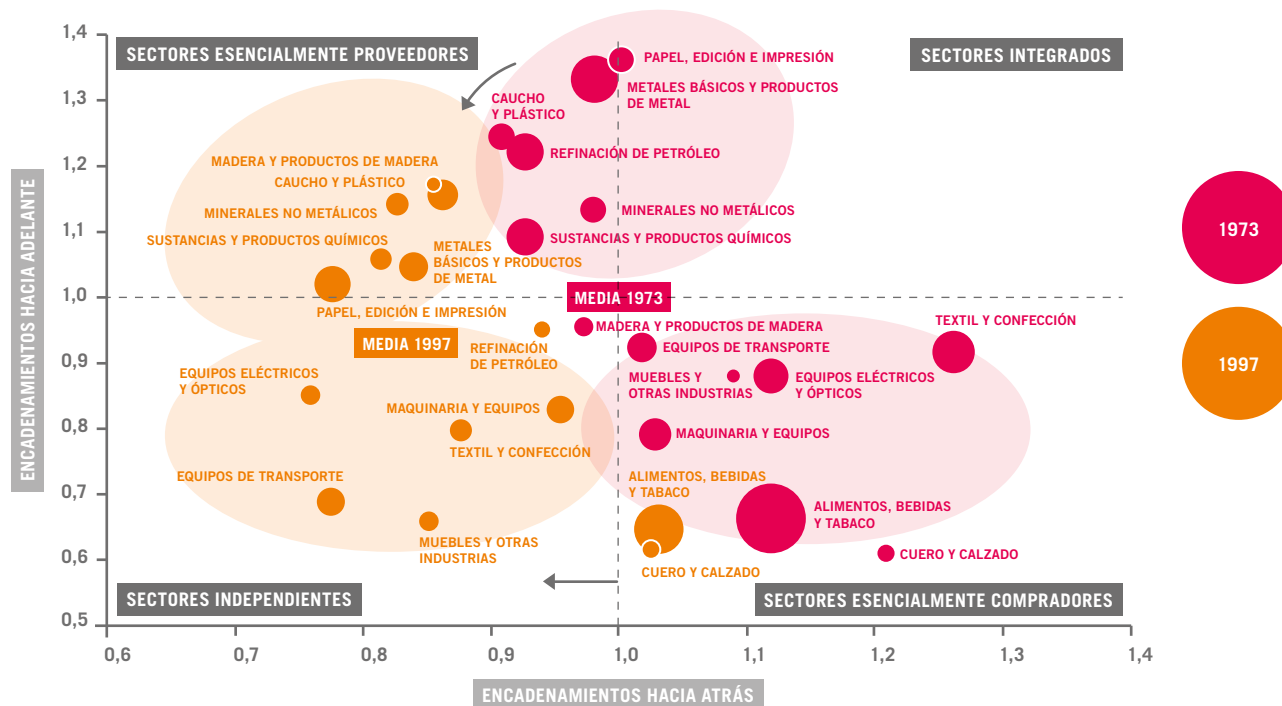 1,4
1,3
1,2
1,1
1,0
0,9
0,8
0,7
0,6
0,5
ENCADENAMIENTOS HACIA ADELANTE
SECTORES ESENCIALMENTE PROVEEDORES
SECTORES INTEGRADOS
PAPEL, EDICIÓN E IMPRESIÓN
METALES BÁSICOS Y PRODUCTOS
DE METAL
CAUCHO
Y PLÁSTICO
REFINACIÓN DE PETRÓLEO
MADERA Y PRODUCTOS DE MADERA
CAUCHO Y PLÁSTICO
MINERALES NO METÁLICOS
MINERALES NO METÁLICOS
SUSTANCIAS Y PRODUCTOS QUÍMICOS
SUSTANCIAS Y PRODUCTOS QUÍMICOS
METALES
BÁSICOS Y PRODUCTOS
DE METAL
PAPEL, EDICIÓN E IMPRESIÓN
MEDIA 1973
MEDIA 1997
REFINACIÓN
DE PETRÓLEO
MADERA Y PRODUCTOS DE MADERA
TEXTIL Y CONFECCIÓN
EQUIPOS DE TRANSPORTE
EQUIPOS ELÉCTRICOS
Y ÓPTICOS
MUEBLES Y
OTRAS INDUSTRIAS
EQUIPOS ELÉCTRICOS
Y ÓPTICOS
MAQUINARIA Y EQUIPOS
MAQUINARIA Y EQUIPOS
TEXTIL Y CONFECCIÓN
EQUIPOS DE TRANSPORTE
ALIMENTOS, BEBIDAS
Y TABACO
ALIMENTOS, BEBIDAS
Y TABACO
MUEBLES Y OTRAS
INDUSTRIAS
CUERO Y CALZADO
CUERO Y CALZADO
SECTORES INDEPENDIENTES
SECTORES ESENCIALMENTE COMPRADORES
0,6
0,7
0,8
0,9
1,0
1,1
1,2
1,3
1,4
ENCADENAMIENTOS HACIA ATRÁS
1973
1997